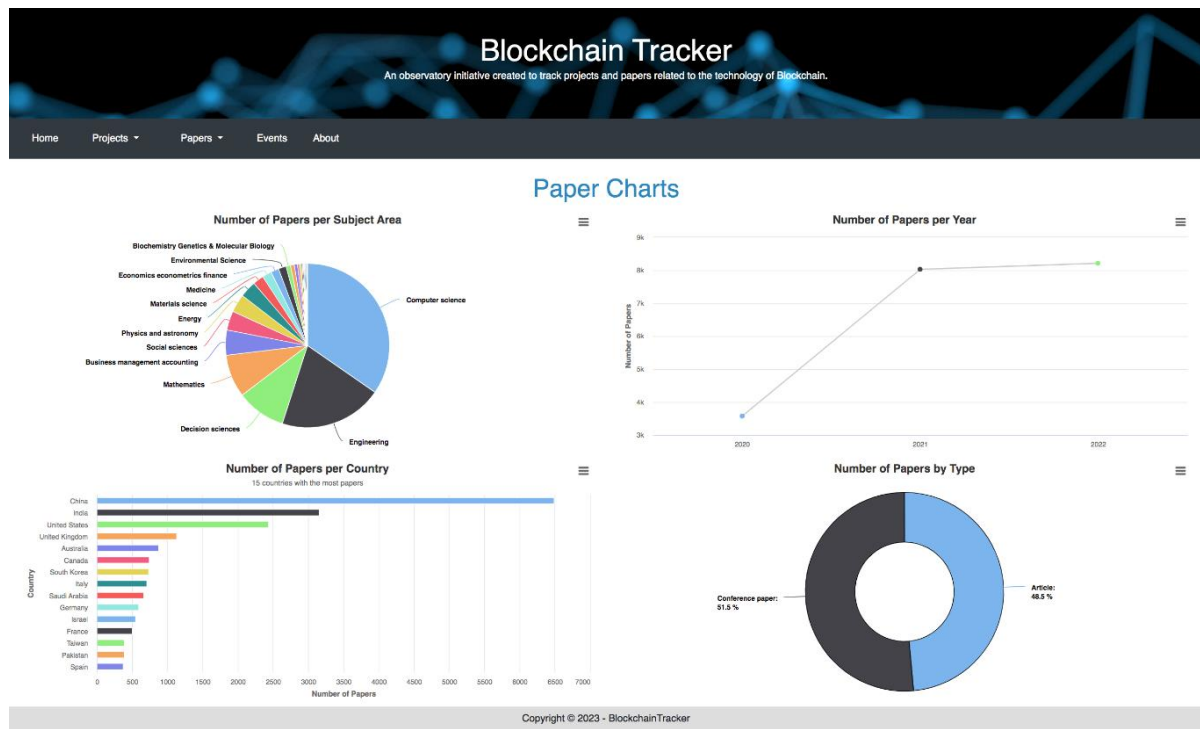 Blockchain Tracker
An observatory initiative created to track projects and papers related to the technology of Blockchain.
Home Projects Papers Events About
Paper Charts
Number of Papers per Subject Area
Biochemistry Genetics & Molecular Biology
Environmental Science
Economics econometrics finance
Medicine
Materials science
Energy
Physics and astronomy
Social sciences
Business management accounting
Mathematics
Decision sciences
Engineering
Computer science
Number of Papers per Year
Number of Papers
9k
8k
7k
6k
5k
4k
3k
2020 2021 2022
Number of Papers per Country
15 countries with the most papers
Country
China
India
United States
United Kingdom
Australia
Canada
South Korea
Italy
Saudi Arabia
Germany
Israel
France
Taiwan
Pakistan
Spain
0 500 1000 1500 2000 2500 3000 3500 4000 4500 5000 5500 6000 6500 7000
Number of Papers
Number of Papers by Type
Conference paper:
51.5 %
Article:
48.5 %
Copyright © 2023 - BlockchainTracker